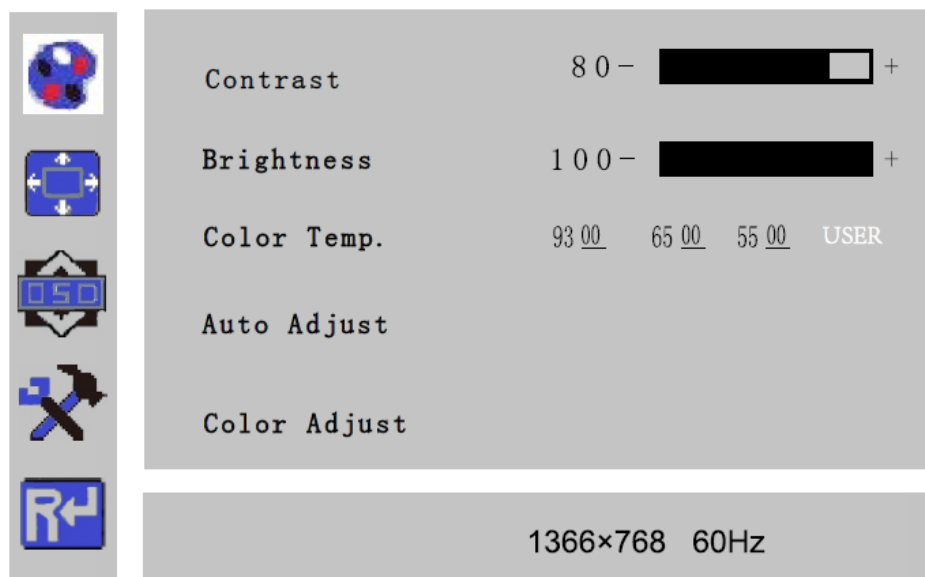 Contrast 80- +
Brightness 100- +
Color Temp. 9300 6500 5500 USER
OSD
Auto Adjust
Color Adjust
R
1366×768 60Hz